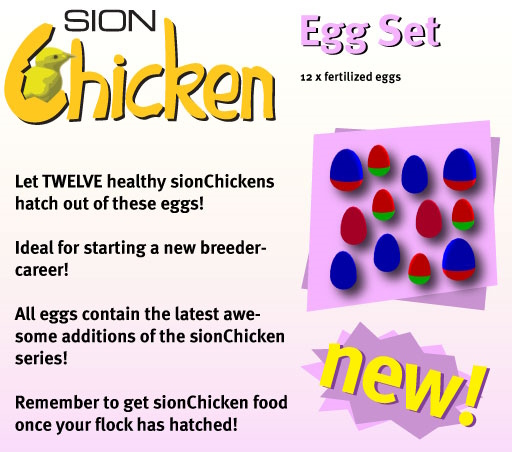 SION
Chicken
Egg Set
12 x fertilized eggs
Let TWELVE healthy sionChickens
hatch out of these eggs!
Ideal for starting a new breeder-
career!
All eggs contain the latest awe-
some additions of the sionChicken
series!
Remember to get sionChicken food
once your flock has hatched!
new!